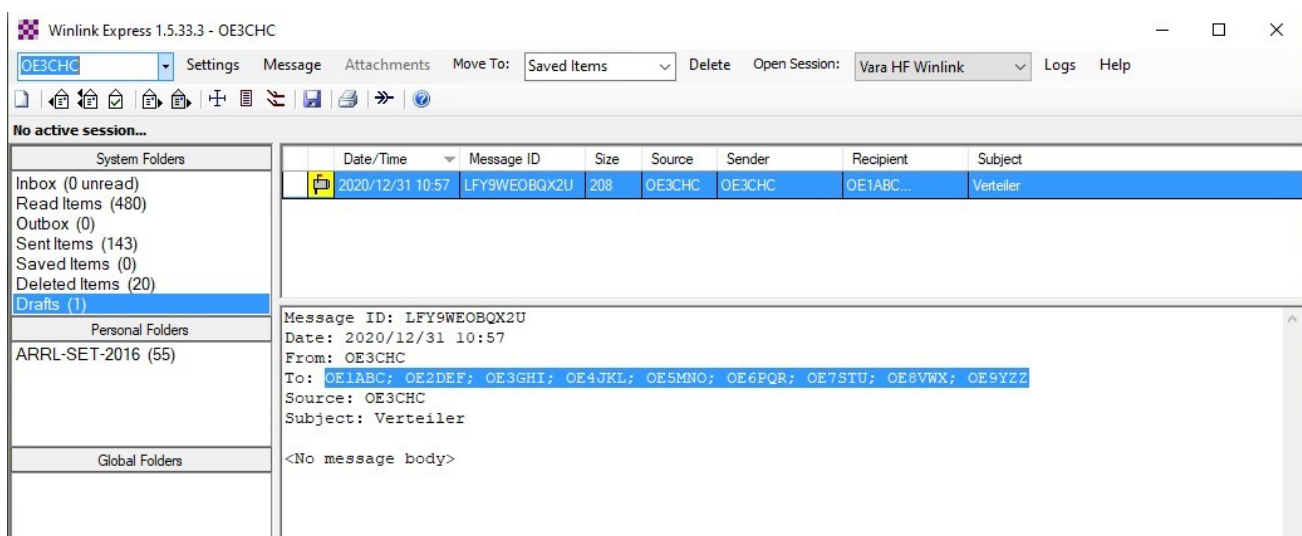 Winlink Express 1.5.33.3 - OE3CHC
OE3CHC Settings Message Attachments Move To: Saved Items Delete Open Session: Vara HF Winlink Logs Help
No active session...
System Folders
Inbox (0 unread)
Read Items (480)
Outbox (0)
Sent Items (143)
Saved Items (0)
Deleted Items (20)
Drafts (1)
Personal Folders
ARRL-SET-2016 (55)
Global Folders
Date/Time Message ID Size Source Sender Recipient Subject
2020/12/31 10:57 LFY9WEOBQX2U 208 OE3CHC OE3CHC OE1ABC... Verteiler
Message ID: LFY9WEOBQX2U
Date: 2020/12/31 10:57
From: OE3CHC
To: OE1ABC; OE2DEF; OE3GHI; OE4JKL; OE5MNO; OE6PQR; OE7STU; OE8VWX; OE9YZZ
Source: OE3CHC
Subject: Verteiler
<No message body>